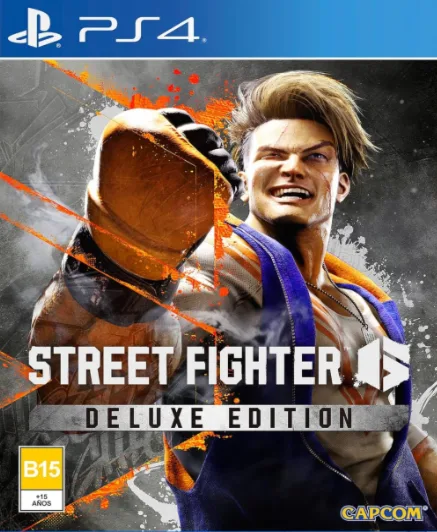 PS4
STREET FIGHTER 6
DELUXE EDITION
B15
+15
AÑOS
CAPCOM